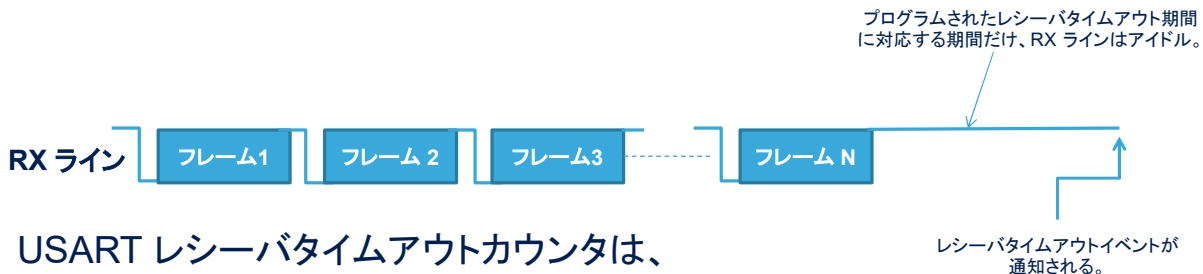 プログラムされたレシーバタイムアウト期間
に対応する期間だけ、RX ラインはアイドル。
RX ライン
フレーム1
フレーム 2
フレーム3
フレーム N
USART レシーバタイムアウトカウンタは、
レシーバタイムアウトイベントが
通知される。